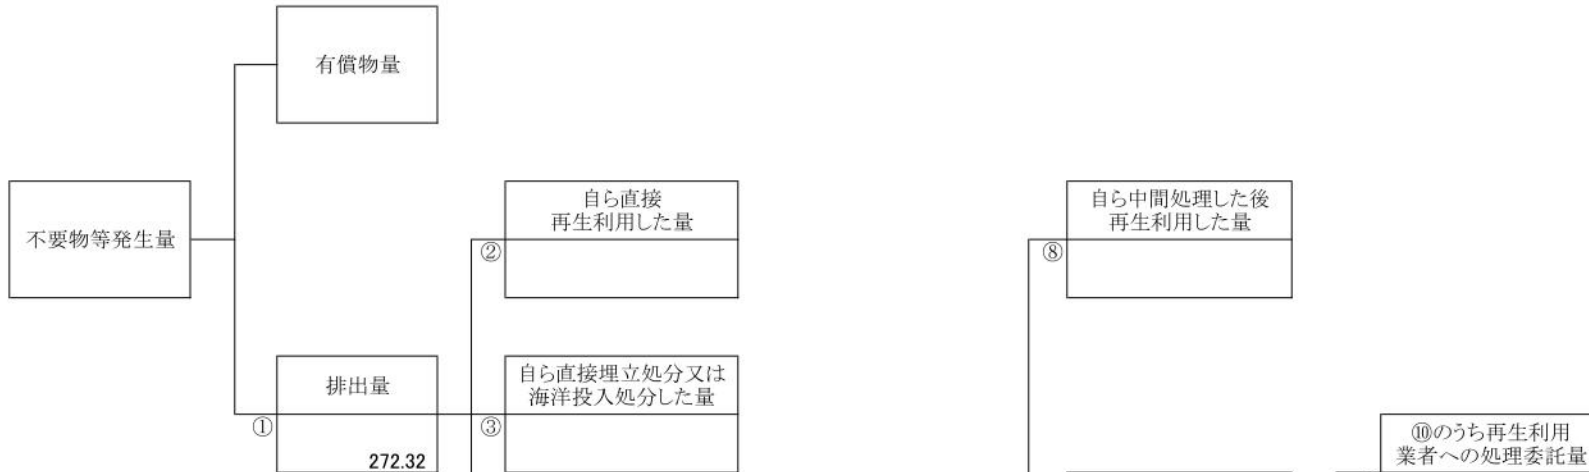 有償物量
不要物等発生量
自ら直接
再生利用した量
②
自ら中間処理した後
再生利用した量
⑧
排出量
①
272.32
自ら直接埋立処分又は
海洋投入処分した量
③
⑩のうち再生利用
業者への処理委託量